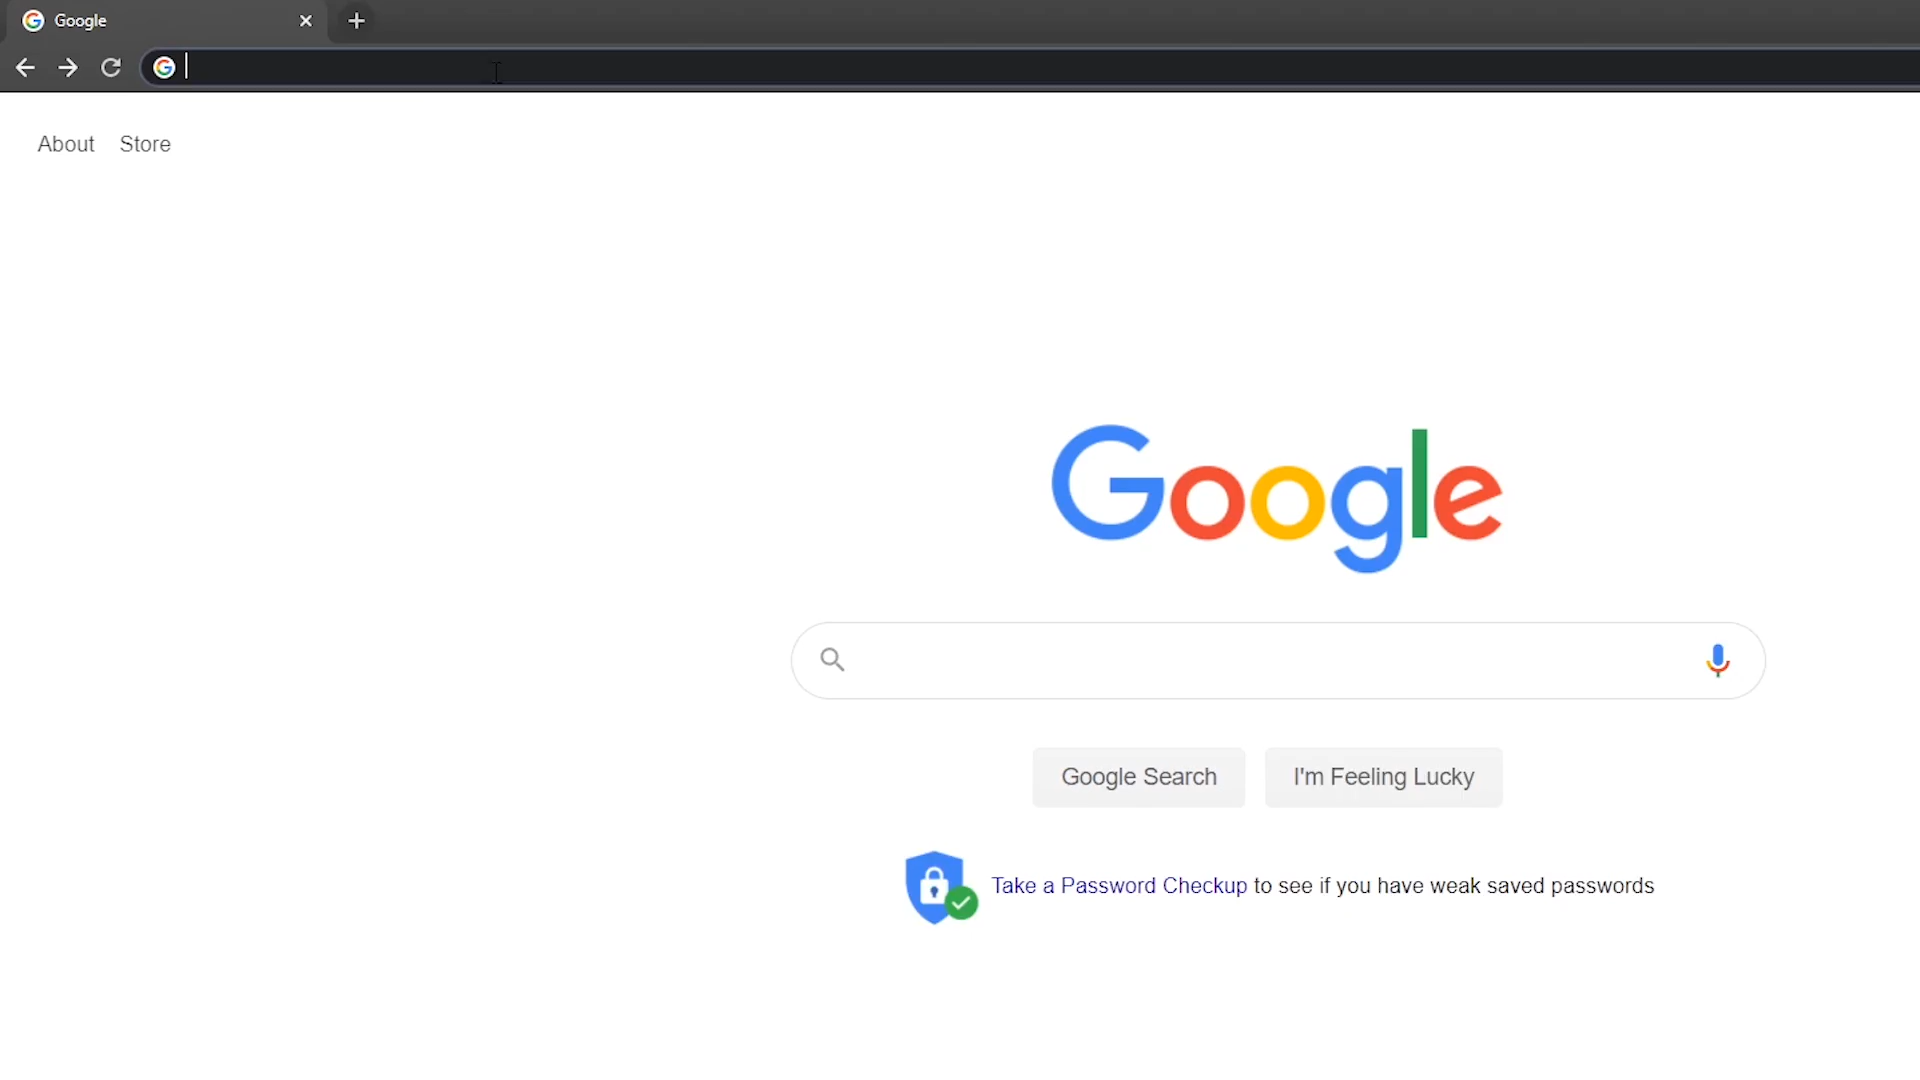 Google
About Store
Google
Google Search I'm Feeling Lucky
Take a Password Checkup to see if you have weak saved passwords